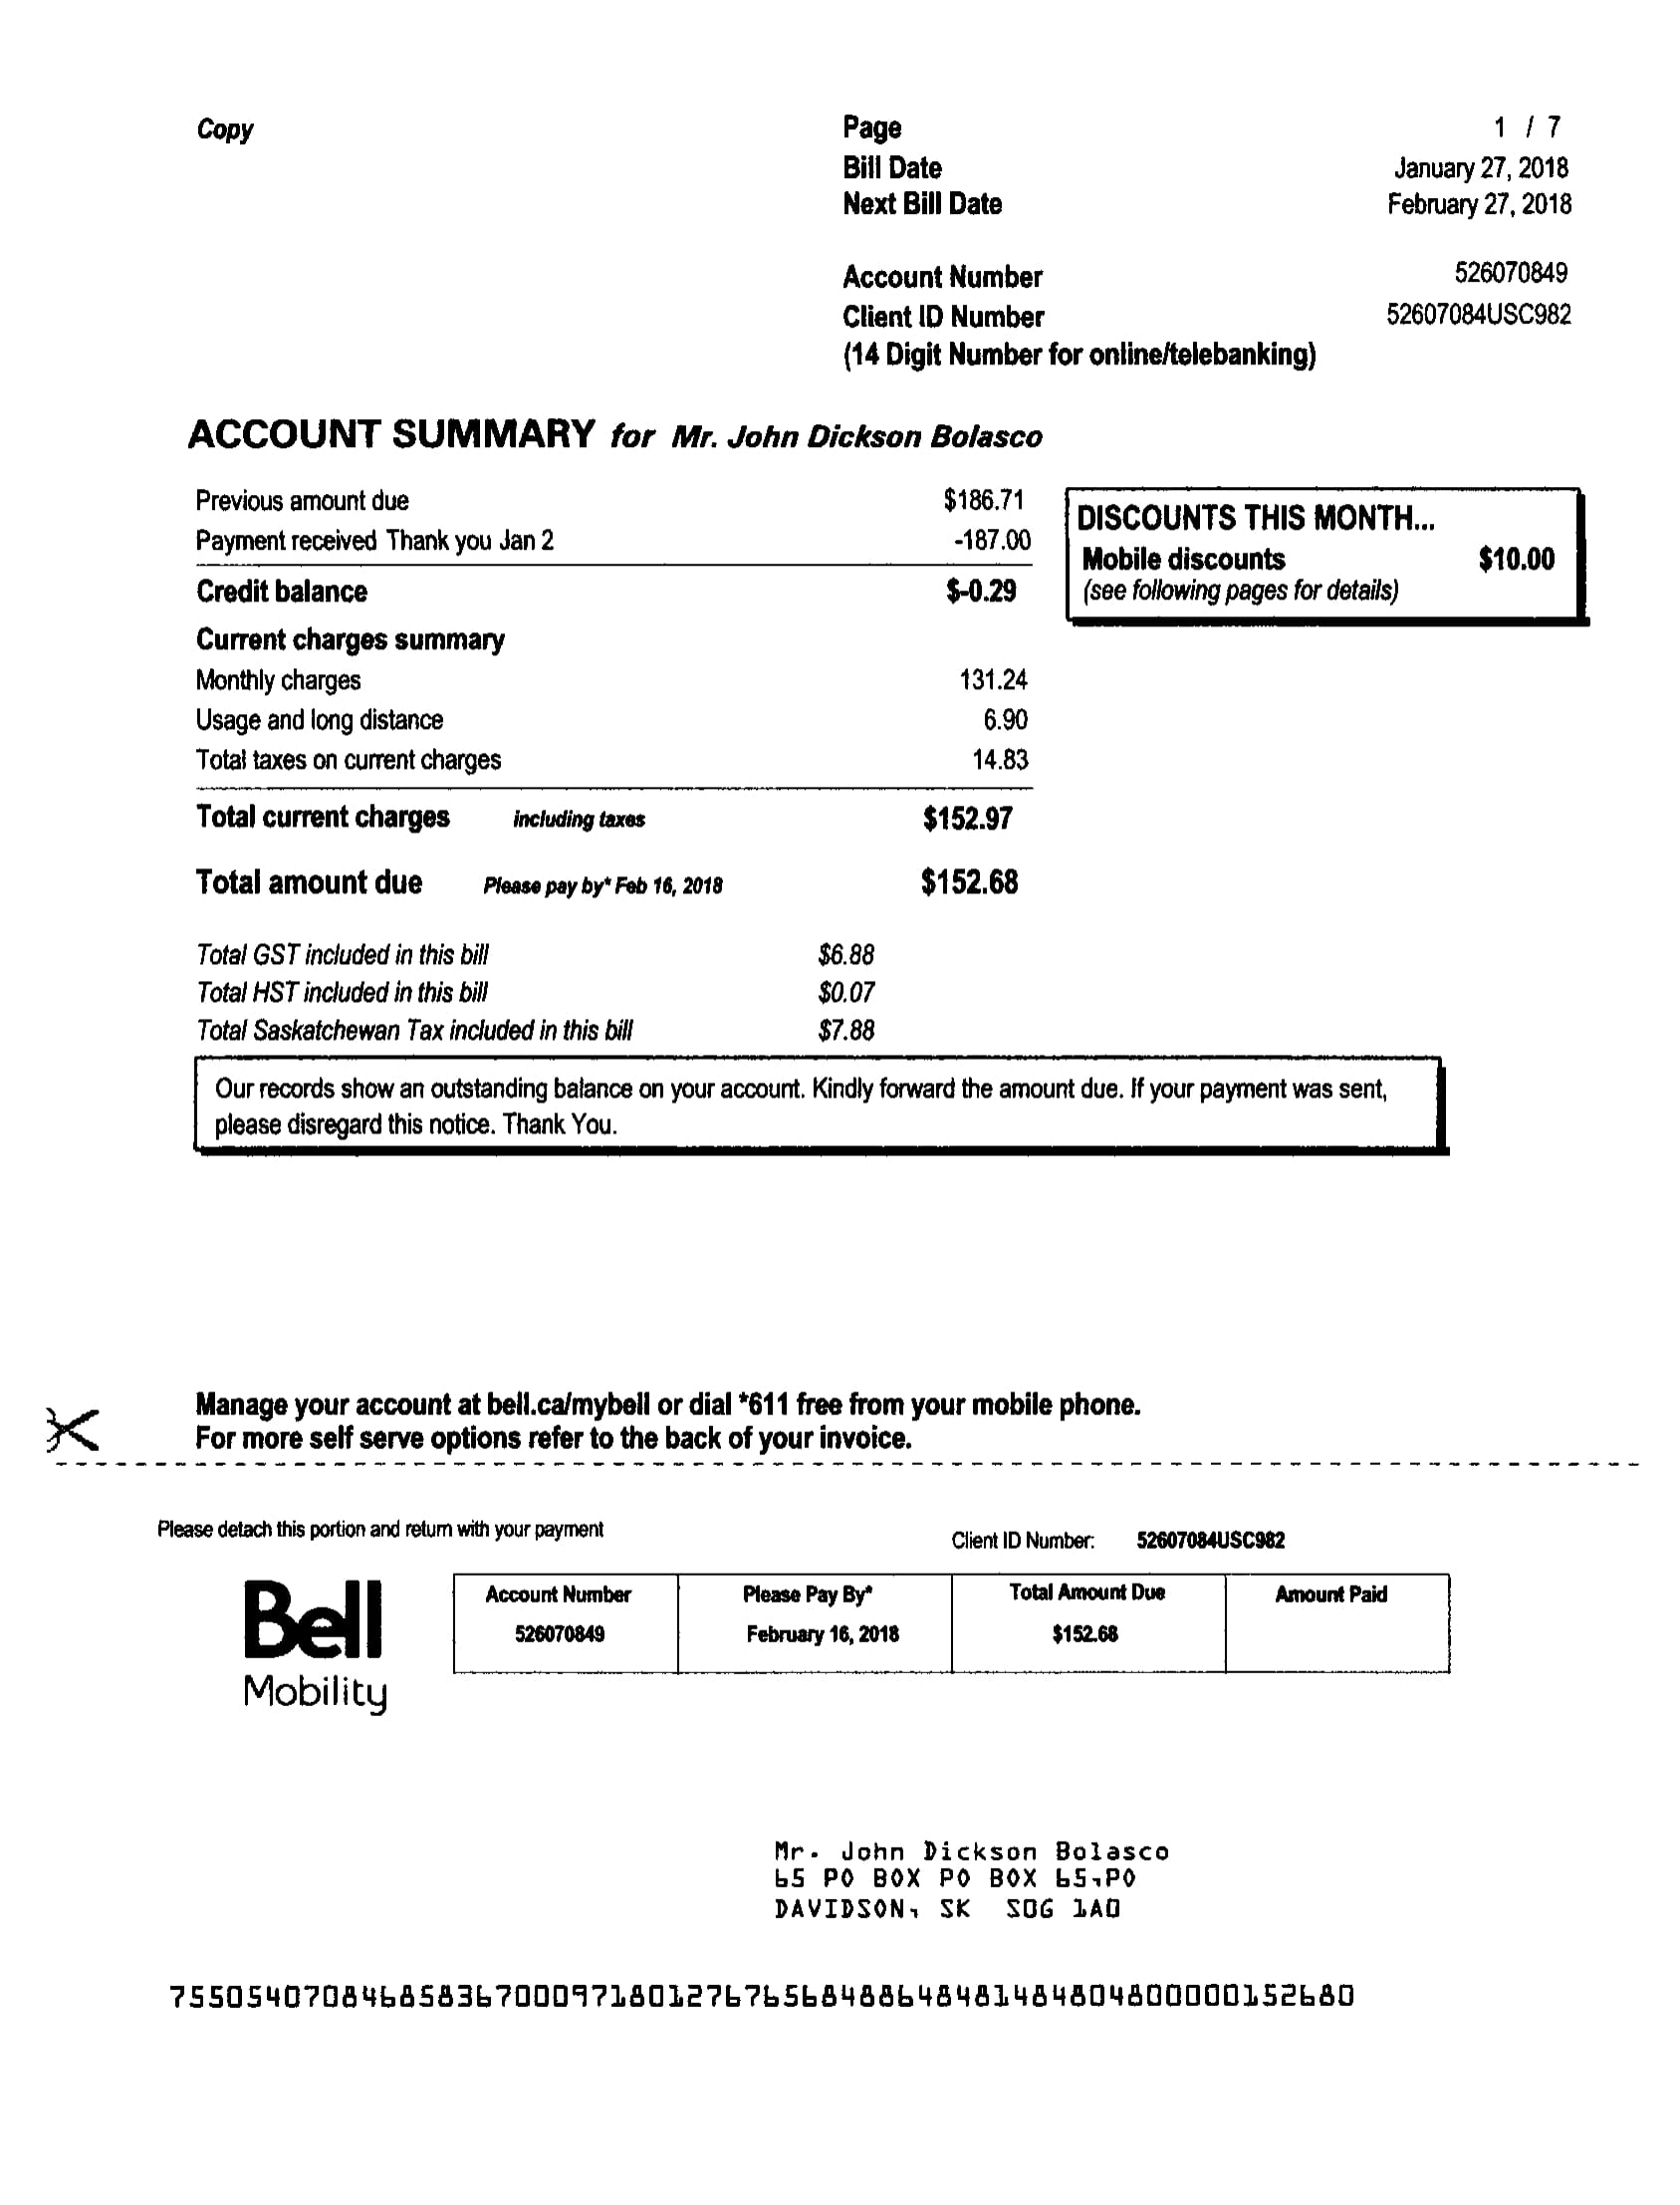 Copy
Page 1 / 7
Bill Date January 27, 2018
Next Bill Date February 27, 2018
Account Number 526070849
Client ID Number 52607084USC982
(14 Digit Number for online/telebanking)
ACCOUNT SUMMARY for Mr. John Dickson Bolasco
Previous amount due $186.71
Payment received Thank you Jan 2 -187.00
Credit balance $-0.29
DISCOUNTS THIS MONTH...
Mobile discounts $10.00
(see following pages for details)
Current charges summary
Monthly charges 131.24
Usage and long distance 6.90
Total taxes on current charges 14.83
Total current charges including taxes $152.97
Total amount due Please pay by* Feb 16, 2018 $152.68
Total GST included in this bill $6.88
Total HST included in this bill $0.07
Total Saskatchewan Tax included in this bill $7.88
Our records show an outstanding balance on your account. Kindly forward the amount due. If your payment was sent,
please disregard this notice. Thank You.
Manage your account at bell.ca/mybell or dial *611 free from your mobile phone.
For more self serve options refer to the back of your invoice.
Please detach this portion and return with your payment
Client ID Number: 52607084USC982
Bell
Mobility
Account Number Please Pay By* Total Amount Due Amount Paid
526070849 February 16, 2018 $152.68
Mr. John Dickson Bolasco
65 PO BOX PO BOX 65,PO
DAVIDSON, SK S0G 1A0
755054070846858367000971801276765684886484814848048000001526​80